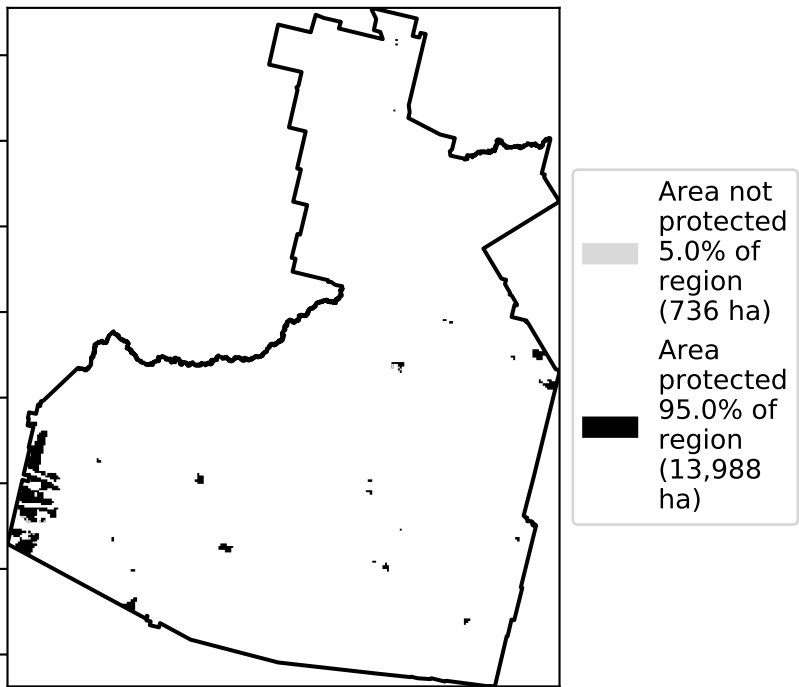 Area not
protected
5.0% of
region
(736 ha)
Area
protected
95.0% of
region
(13,988
ha)